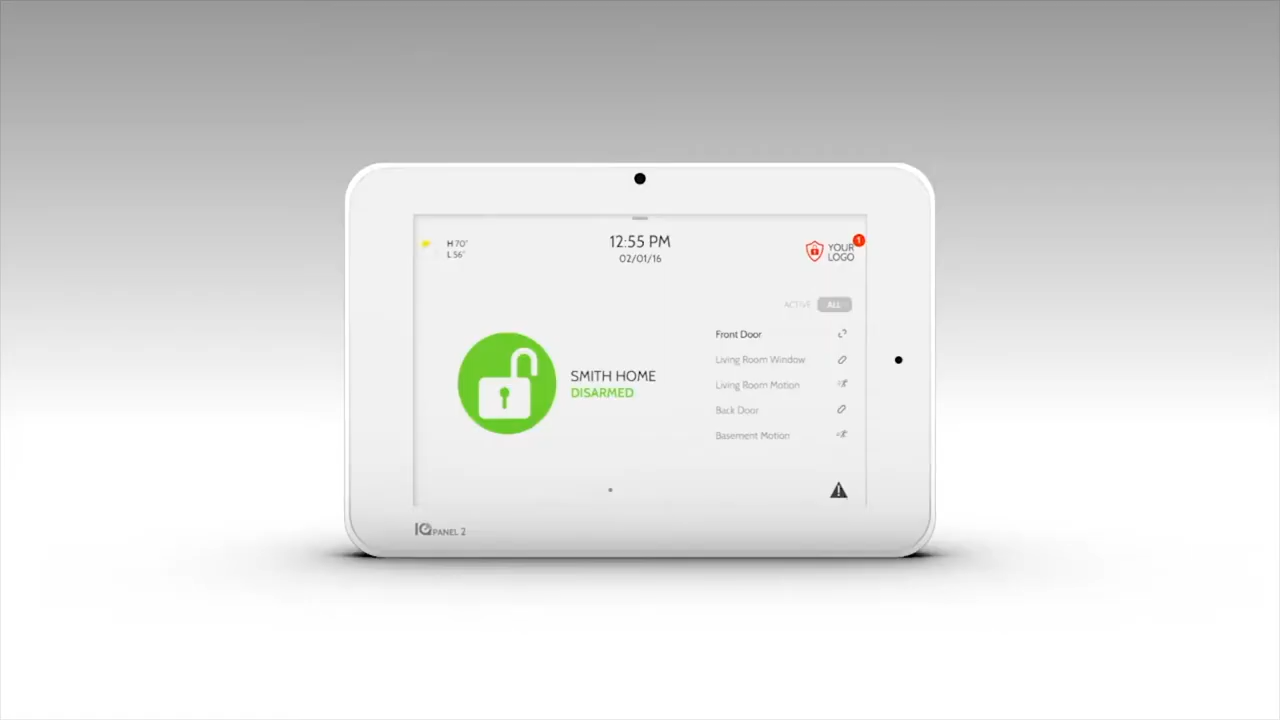 H 70°
L 56°
12:55 PM
02/01/16
1
YOUR
LOGO
ACTIVE
ALL
Front Door
Living Room Window
Living Room Motion
Back Door
Basement Motion
SMITH HOME
DISARMED
IQ PANEL 2